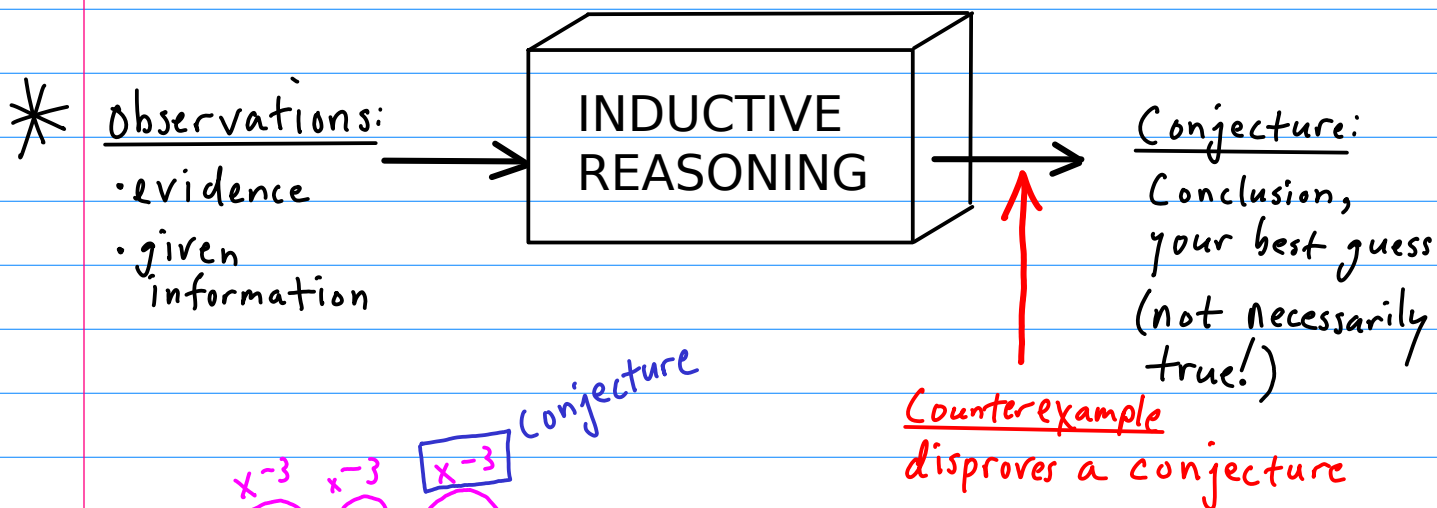 Observations:
• evidence
• given
information
INDUCTIVE
REASONING
Conjecture:
Conclusion,
your best guess
(not necessarily
true!)
Counterexample
disproves a conjecture
Conjecture
x -3 x -3 x -3